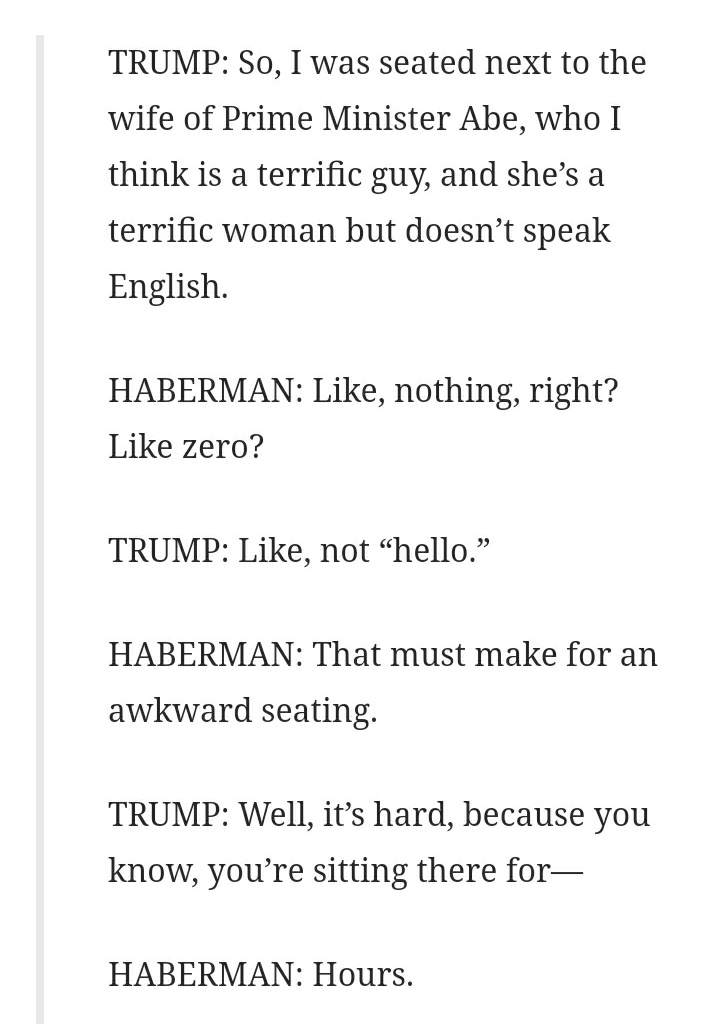 TRUMP: So, I was seated next to the
wife of Prime Minister Abe, who I
think is a terrific guy, and she’s a
terrific woman but doesn’t speak
English.
HABERMAN: Like, nothing, right?
Like zero?
TRUMP: Like, not “hello.”
HABERMAN: That must make for an
awkward seating.
TRUMP: Well, it’s hard, because you
know, you’re sitting there for—
HABERMAN: Hours.